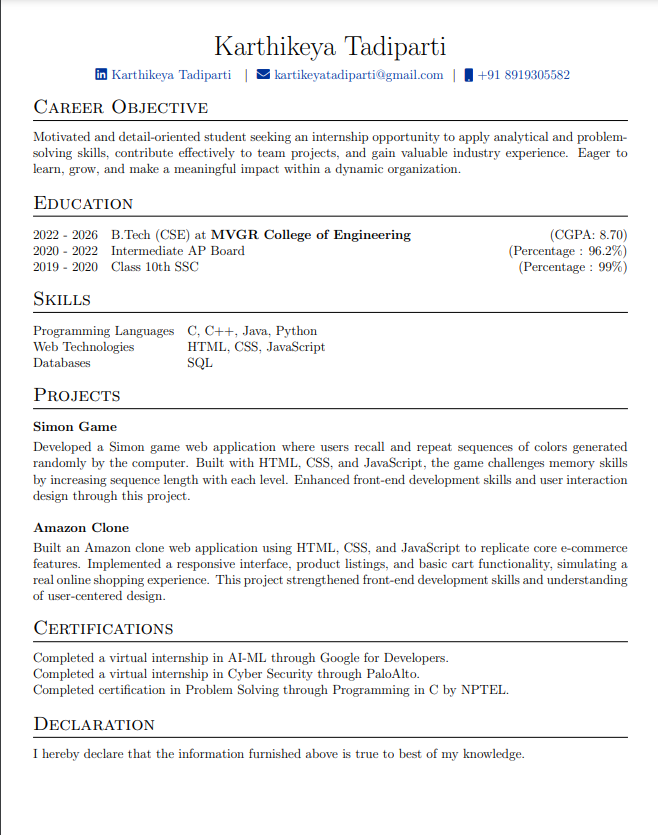 Karthikeya Tadiparti
Karthikeya Tadiparti | kartikeyatadiparti@gmail.com | +91 8919305582
Career Objective
Motivated and detail-oriented student seeking an internship opportunity to apply analytical and problem-
solving skills, contribute effectively to team projects, and gain valuable industry experience. Eager to
learn, grow, and make a meaningful impact within a dynamic organization.
Education
2022 - 2026 B.Tech (CSE) at MVGR College of Engineering (CGPA: 8.70)
2020 - 2022 Intermediate AP Board (Percentage : 96.2%)
2019 - 2020 Class 10th SSC (Percentage : 99%)
Skills
Programming Languages C, C++, Java, Python
Web Technologies HTML, CSS, JavaScript
Databases SQL
Projects
Simon Game
Developed a Simon game web application where users recall and repeat sequences of colors generated
randomly by the computer. Built with HTML, CSS, and JavaScript, the game challenges memory skills
by increasing sequence length with each level. Enhanced front-end development skills and user interaction
design through this project.
Amazon Clone
Built an Amazon clone web application using HTML, CSS, and JavaScript to replicate core e-commerce
features. Implemented a responsive interface, product listings, and basic cart functionality, simulating a
real online shopping experience. This project strengthened front-end development skills and understanding
of user-centered design.
Certifications
Completed a virtual internship in AI-ML through Google for Developers.
Completed a virtual internship in Cyber Security through PaloAlto.
Completed certification in Problem Solving through Programming in C by NPTEL.
Declaration
I hereby declare that the information furnished above is true to best of my knowledge.